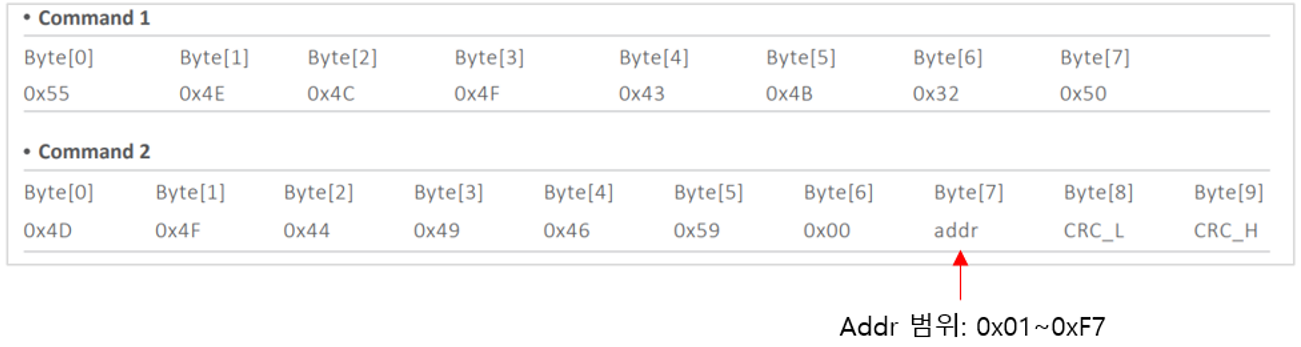 • Command 1
Byte[0] Byte[1] Byte[2] Byte[3] Byte[4] Byte[5] Byte[6] Byte[7]
0x55 0x4E 0x4C 0x4F 0x43 0x4B 0x32 0x50
• Command 2
Byte[0] Byte[1] Byte[2] Byte[3] Byte[4] Byte[5] Byte[6] Byte[7] Byte[8] Byte[9]
0x4D 0x4F 0x44 0x49 0x46 0x59 0x00 addr CRC_L CRC_H
Addr 범위: 0x01~0xF7